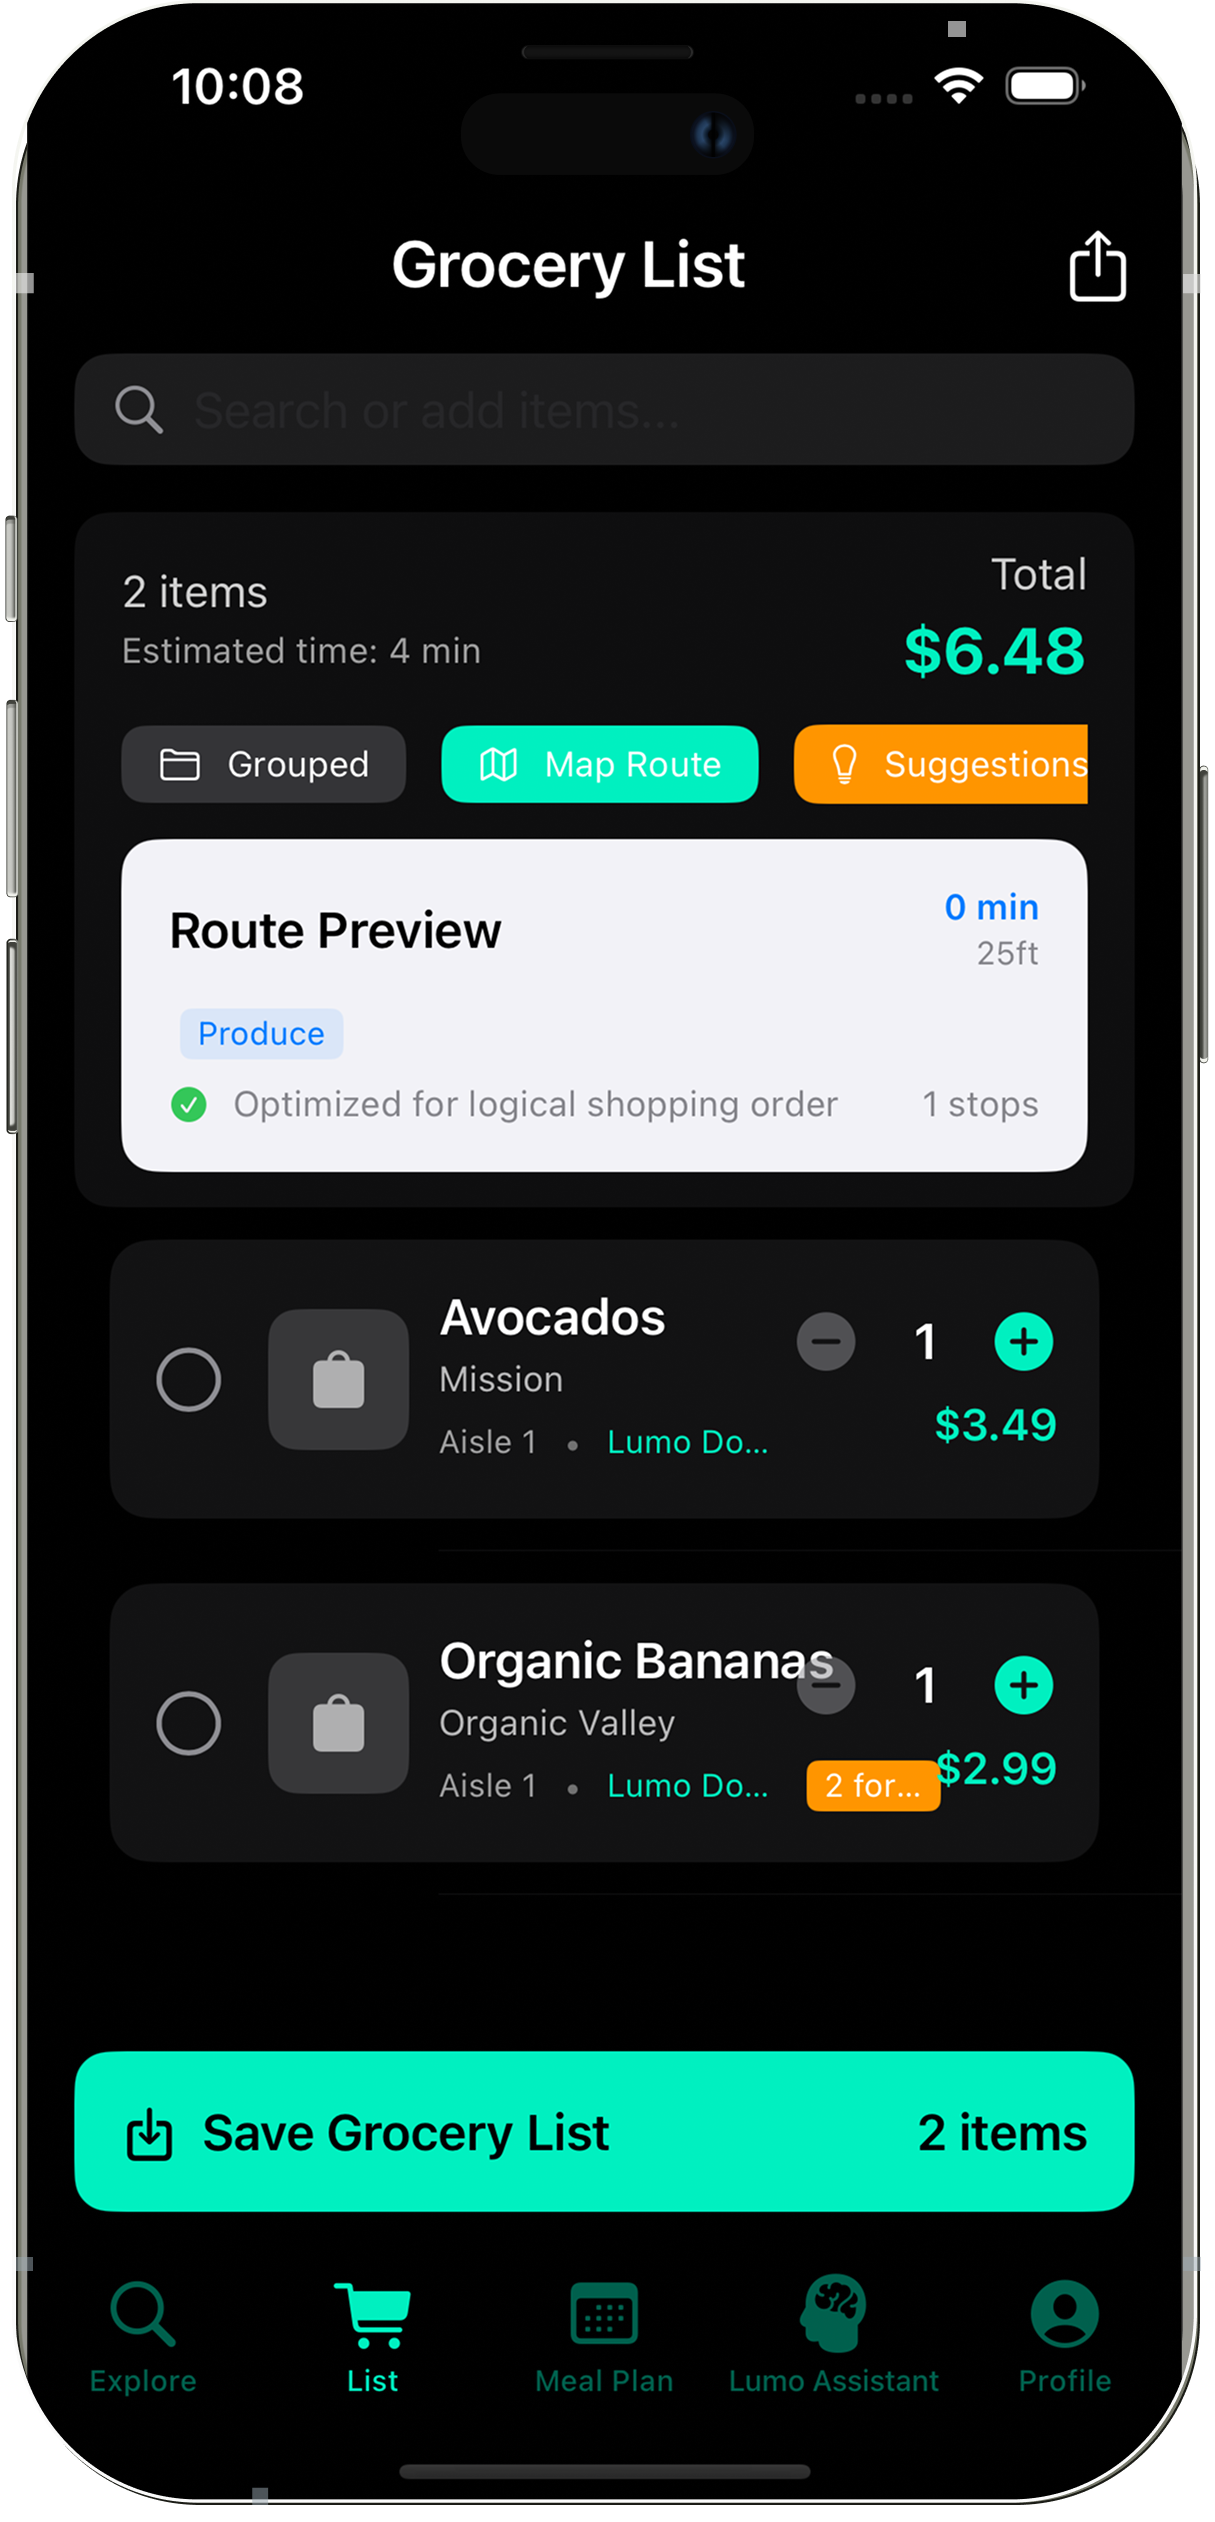 10:08
Grocery List
Search or add items...
2 items
Total
Estimated time: 4 min
$6.48
Grouped
Map Route
Suggestions
Route Preview
0 min
25ft
Produce
Optimized for logical shopping order
1 stops
Avocados
1
Mission
$3.49
Aisle 1 • Lumo Do...
Organic Bananas
1
Organic Valley
$2.99
Aisle 1 • Lumo Do...
2 for...
Save Grocery List
2 items
Explore
List
Meal Plan
Lumo Assistant
Profile